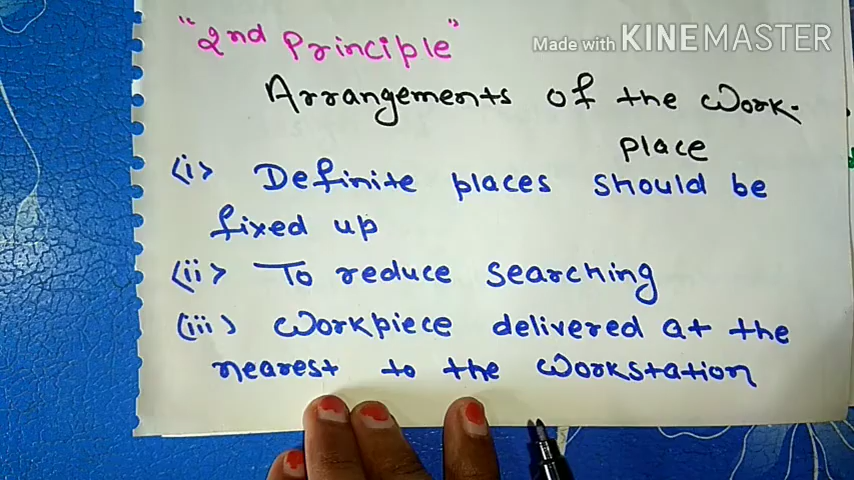 Made with KINEMASTER
"2nd Principle"
Arrangements of the Work-
place
(i) Definite places should be
fixed up
(ii) To reduce searching
(iii) Workpiece delivered at the
nearest to the workstation